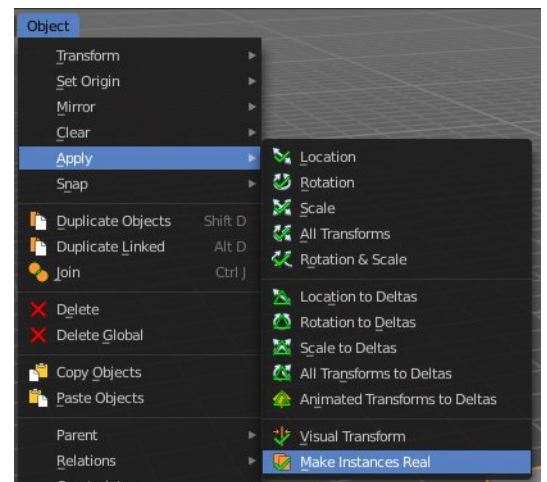 Object
Transform
Set Origin
Mirror
Clear
Apply
Snap
Duplicate Objects Shift D
Duplicate Linked Alt D
Join Ctrl J
Delete
Delete Global
Copy Objects
Paste Objects
Parent
Relations
Location
Rotation
Scale
All Transforms
Rotation & Scale
Location to Deltas
Rotation to Deltas
Scale to Deltas
All Transforms to Deltas
Animated Transforms to Deltas
Visual Transform
Make Instances Real